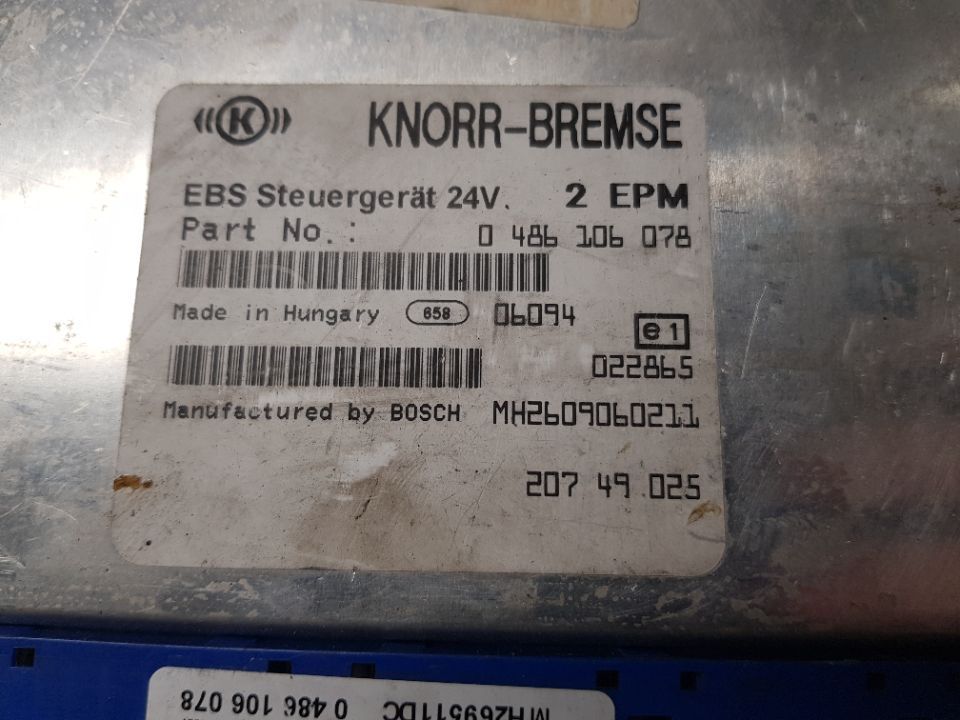 ((K)) KNORR-BREMSE
EBS Steuergerät 24V. 2 EPM
Part No.: 0 486 106 078
Made in Hungary 658 06094
e1
022865
Manufactured by BOSCH MH2609060211
207 49 025
MH269511DC 0 486 106 078